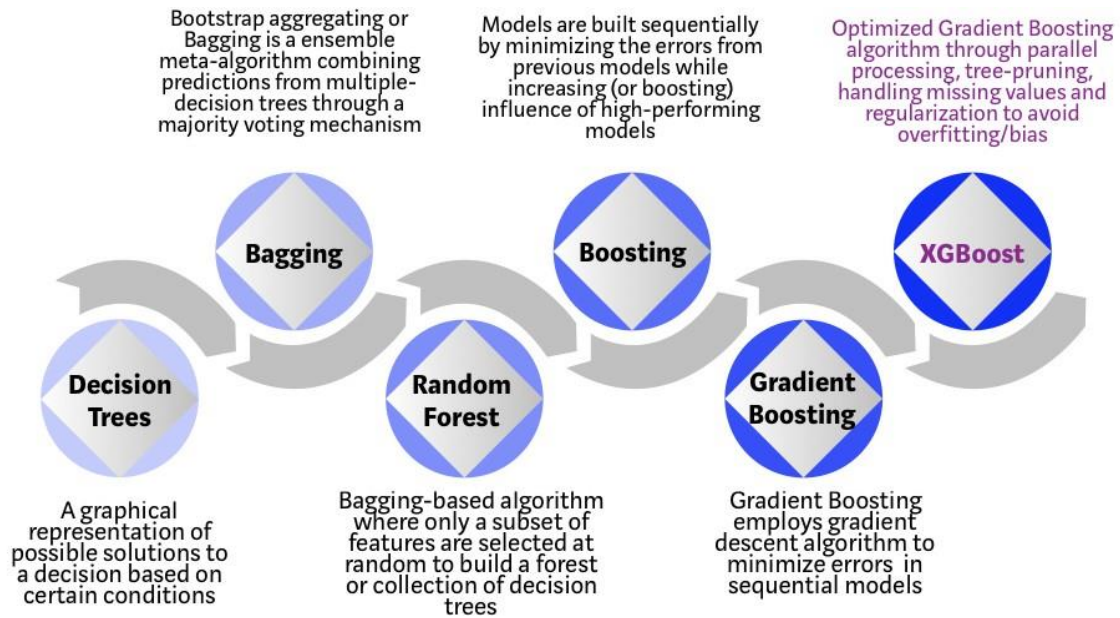 Bootstrap aggregating or
Bagging is a ensemble
meta-algorithm combining
predictions from multiple-
decision trees through a
majority voting mechanism
Models are built sequentially
by minimizing the errors from
previous models while
increasing (or boosting)
influence of high-performing
models
Optimized Gradient Boosting
algorithm through parallel
processing, tree-pruning,
handling missing values and
regularization to avoid
overfitting/bias
Bagging
Boosting
XGBoost
Decision
Trees
Random
Forest
Gradient
Boosting
A graphical
representation of
possible solutions to
a decision based on
certain conditions
Bagging-based algorithm
where only a subset of
features are selected at
random to build a forest
or collection of decision
trees
Gradient Boosting
employs gradient
descent algorithm to
minimize errors in
sequential models